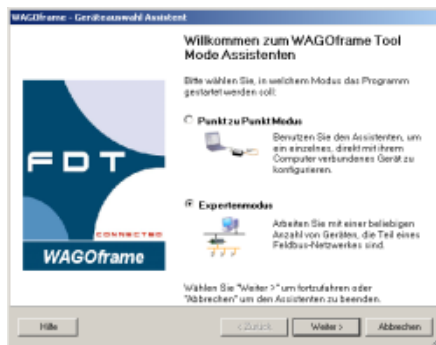 WAGOframe - Geräteauswahl Assistent
Willkommen zum WAGOframe Tool
Mode Assistenten
Bitte wählen Sie, in welchem Modus das Programm
gestartet werden soll:
Punkt zu Punkt Modus
Benutzen Sie den Assistenten, um
ein einzelnes, direkt mit ihrem
Computer verbundenes Gerät zu
konfigurieren.
FDT
CONNECTED
WAGOframe
Expertenmodus
Arbeiten Sie mit einer beliebigen
Anzahl von Geräten, die Teil eines
Feldbus-Netzwerkes sind.
Wählen Sie "Weiter >" um fortzufahren oder
"Abbrechen" um den Assistenten zu beenden.
Hilfe
< Zurück
Weiter >
Abbrechen